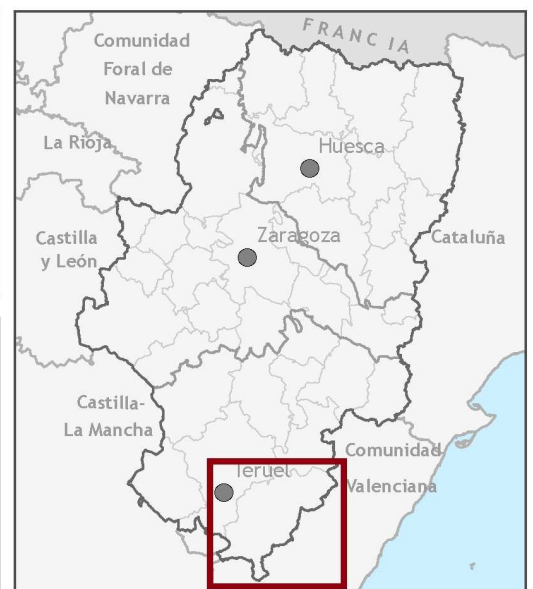 FRANCIA
Comunidad
Foral de
Navarra
La Rioja
Huesca
Castilla
y León
Zaragoza
Cataluña
Castilla-
La Mancha
Teruel
Comunidad
Valenciana